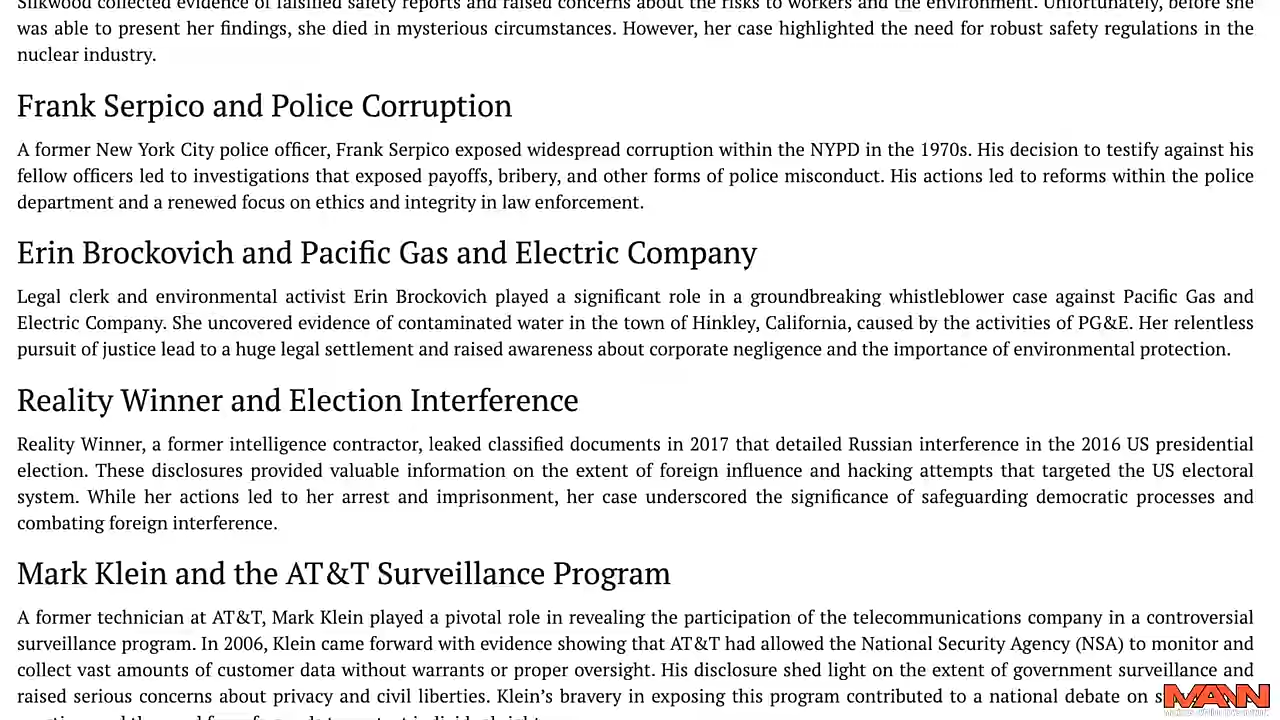 Silkwood collected evidence of falsified safety reports and raised concerns about the risks to workers and the environment. Unfortunately, before she
was able to present her findings, she died in mysterious circumstances. However, her case highlighted the need for robust safety regulations in the
nuclear industry.
Frank Serpico and Police Corruption
A former New York City police officer, Frank Serpico exposed widespread corruption within the NYPD in the 1970s. His decision to testify against his
fellow officers led to investigations that exposed payoffs, bribery, and other forms of police misconduct. His actions led to reforms within the police
department and a renewed focus on ethics and integrity in law enforcement.
Erin Brockovich and Pacific Gas and Electric Company
Legal clerk and environmental activist Erin Brockovich played a significant role in a groundbreaking whistleblower case against Pacific Gas and
Electric Company. She uncovered evidence of contaminated water in the town of Hinkley, California, caused by the activities of PG&E. Her relentless
pursuit of justice lead to a huge legal settlement and raised awareness about corporate negligence and the importance of environmental protection.
Reality Winner and Election Interference
Reality Winner, a former intelligence contractor, leaked classified documents in 2017 that detailed Russian interference in the 2016 US presidential
election. These disclosures provided valuable information on the extent of foreign influence and hacking attempts that targeted the US electoral
system. While her actions led to her arrest and imprisonment, her case underscored the significance of safeguarding democratic processes and
combating foreign interference.
Mark Klein and the AT&T Surveillance Program
A former technician at AT&T, Mark Klein played a pivotal role in revealing the participation of the telecommunications company in a controversial
surveillance program. In 2006, Klein came forward with evidence showing that AT&T had allowed the National Security Agency (NSA) to monitor and
collect vast amounts of customer data without warrants or proper oversight. His disclosure shed light on the extent of government surveillance and
raised serious concerns about privacy and civil liberties. Klein's bravery in exposing this program contributed to a national debate on
MAN